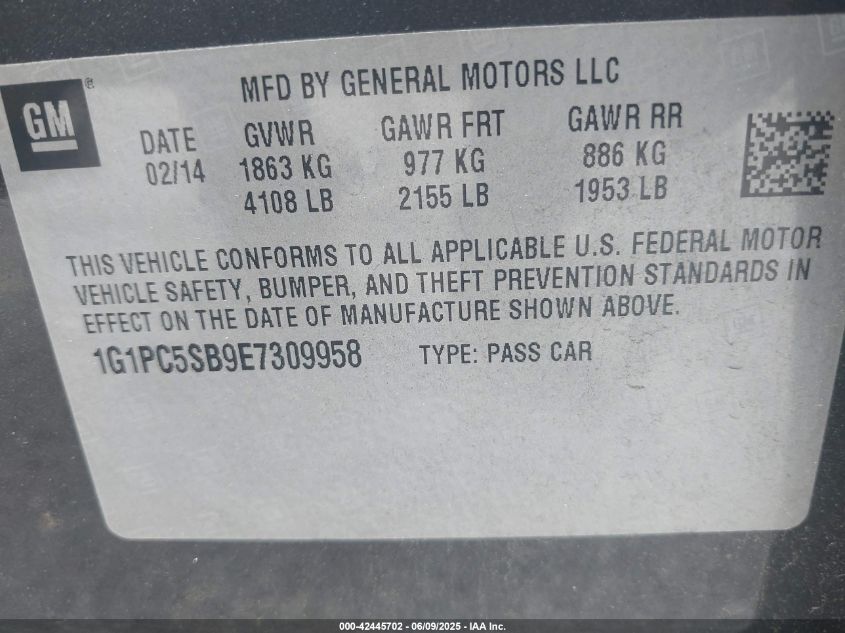 GM ®
MFD BY GENERAL MOTORS LLC
DATE GVWR GAWR FRT GAWR RR
02/14 1863 KG 977 KG 886 KG
4108 LB 2155 LB 1953 LB
THIS VEHICLE CONFORMS TO ALL APPLICABLE U.S. FEDERAL MOTOR
VEHICLE SAFETY, BUMPER, AND THEFT PREVENTION STANDARDS IN
EFFECT ON THE DATE OF MANUFACTURE SHOWN ABOVE.
1G1PC5SB9E7309958 TYPE: PASS CAR
000-42445702 | 06/09/2025 - IAA Inc.